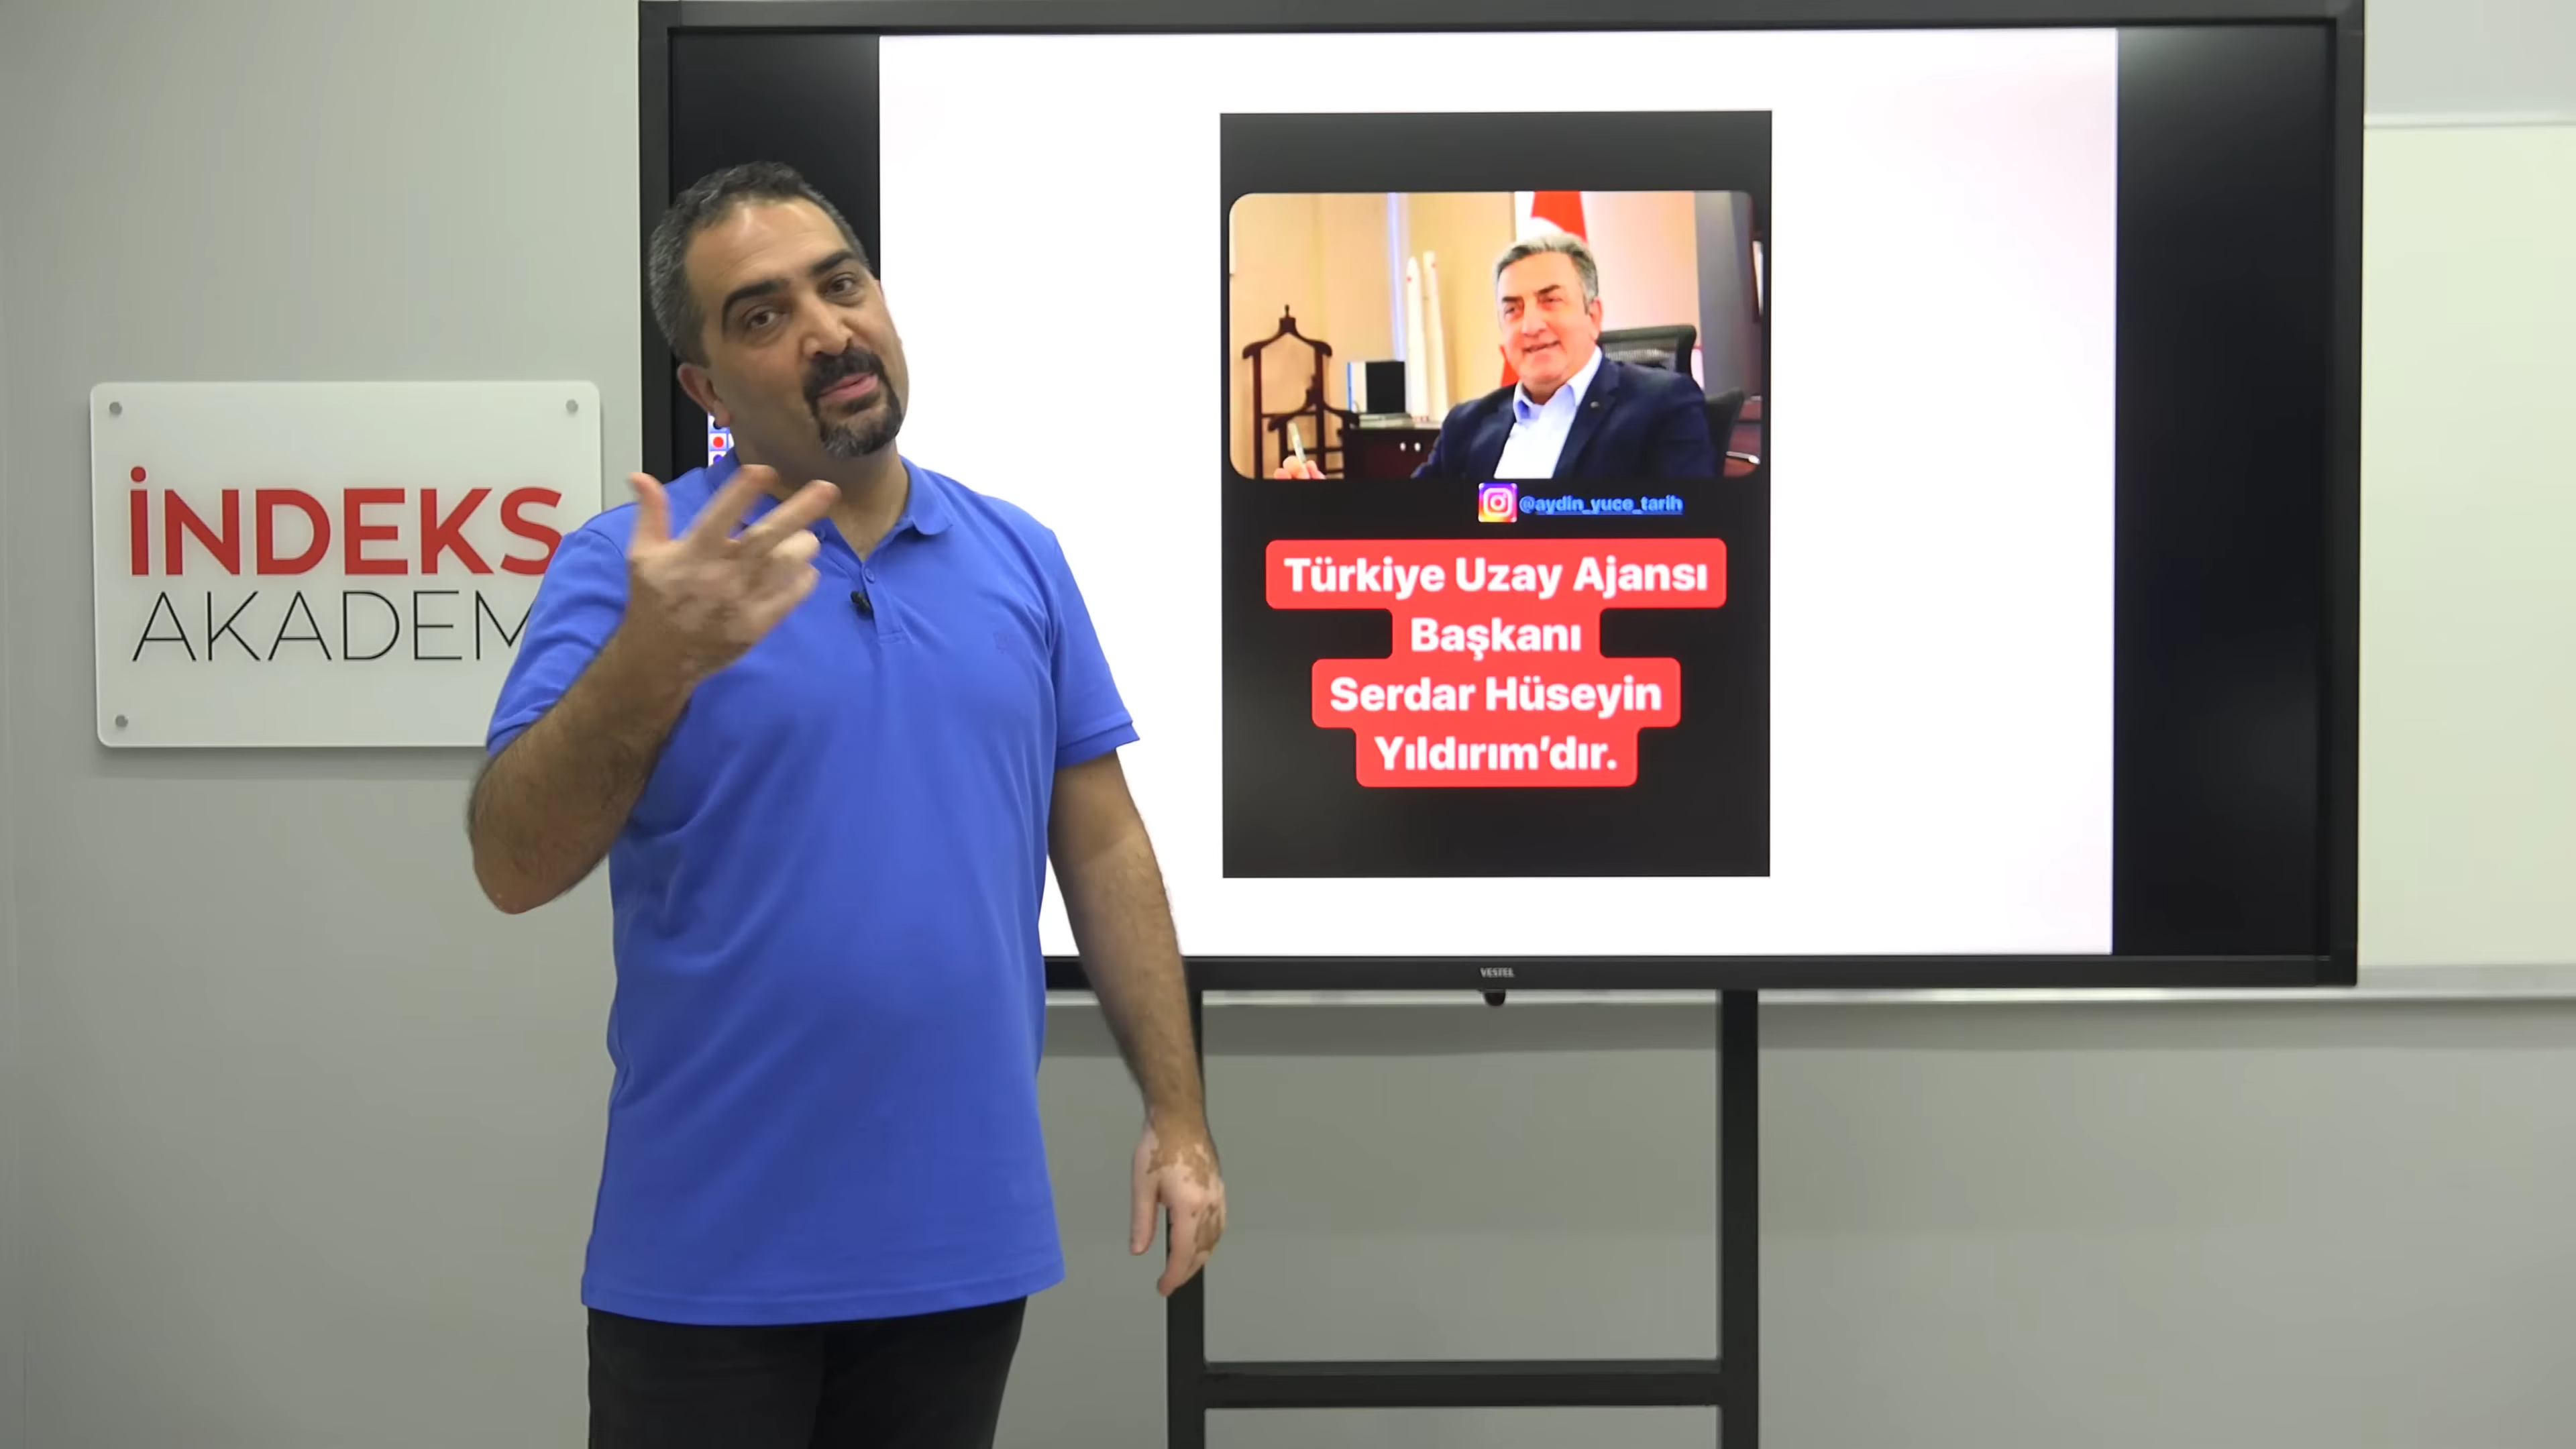 İNDEKS
AKADEM
@aydin_yuce_tarih
Türkiye Uzay Ajansı
Başkanı
Serdar Hüseyin
Yıldırım'dır.
VESTEL